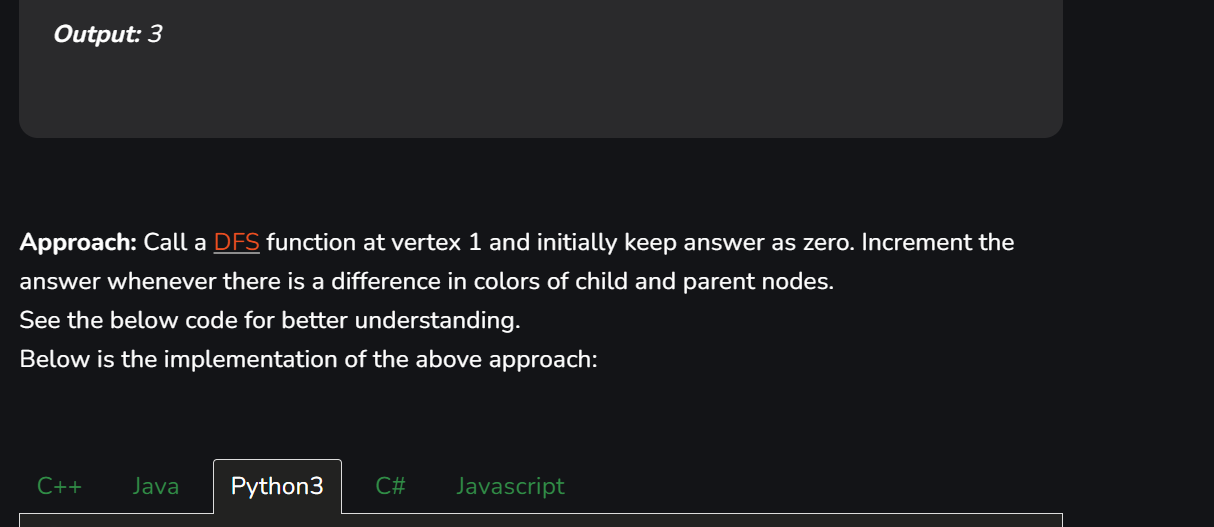 Output: 3
Approach: Call a DFS function at vertex 1 and initially keep answer as zero. Increment the
answer whenever there is a difference in colors of child and parent nodes.
See the below code for better understanding.
Below is the implementation of the above approach:
C++ Java Python3 C# Javascript